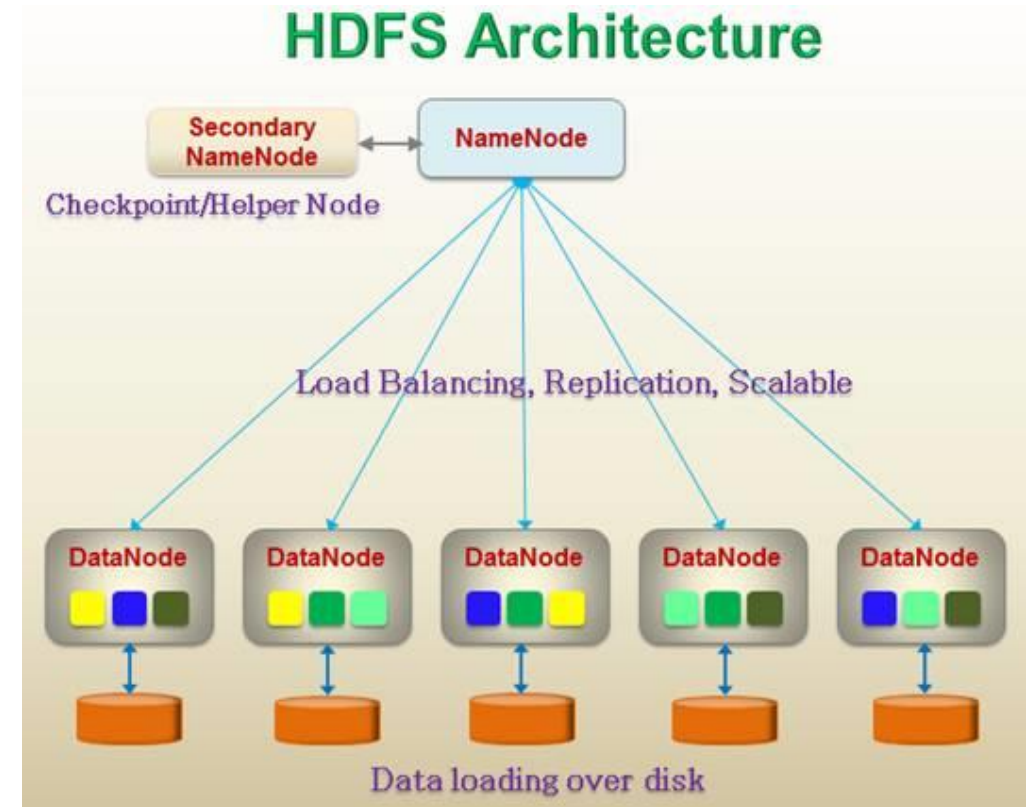 HDFS Architecture
Secondary
NameNode
NameNode
Checkpoint/Helper Node
Load Balancing, Replication, Scalable
DataNode
DataNode
DataNode
DataNode
DataNode
Data loading over disk